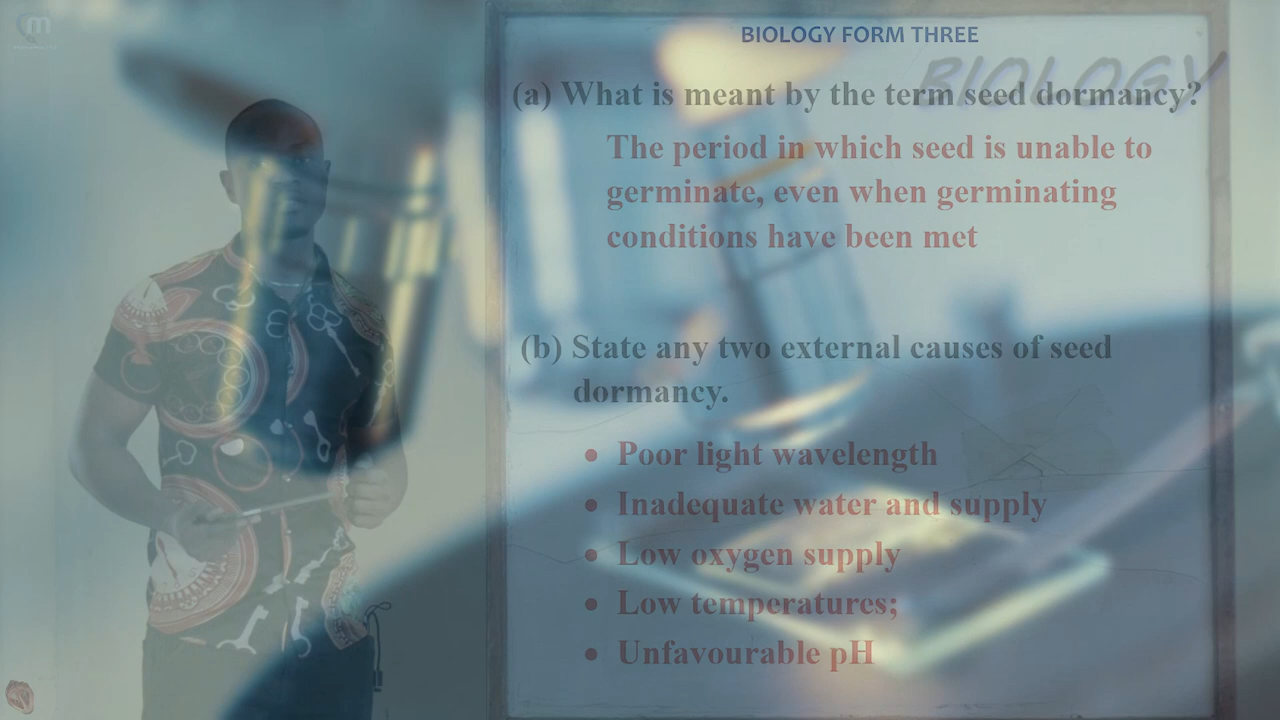 BIOLOGY FORM THREE
BIOLOGY
(a) What is meant by the term seed dormancy?
The period in which seed is unable to
germinate, even when germinating
conditions have been met
(b) State any two external causes of seed
dormancy.
• Poor light wavelength
• Inadequate water and supply
• Low oxygen supply
• Low temperatures;
• Unfavourable pH